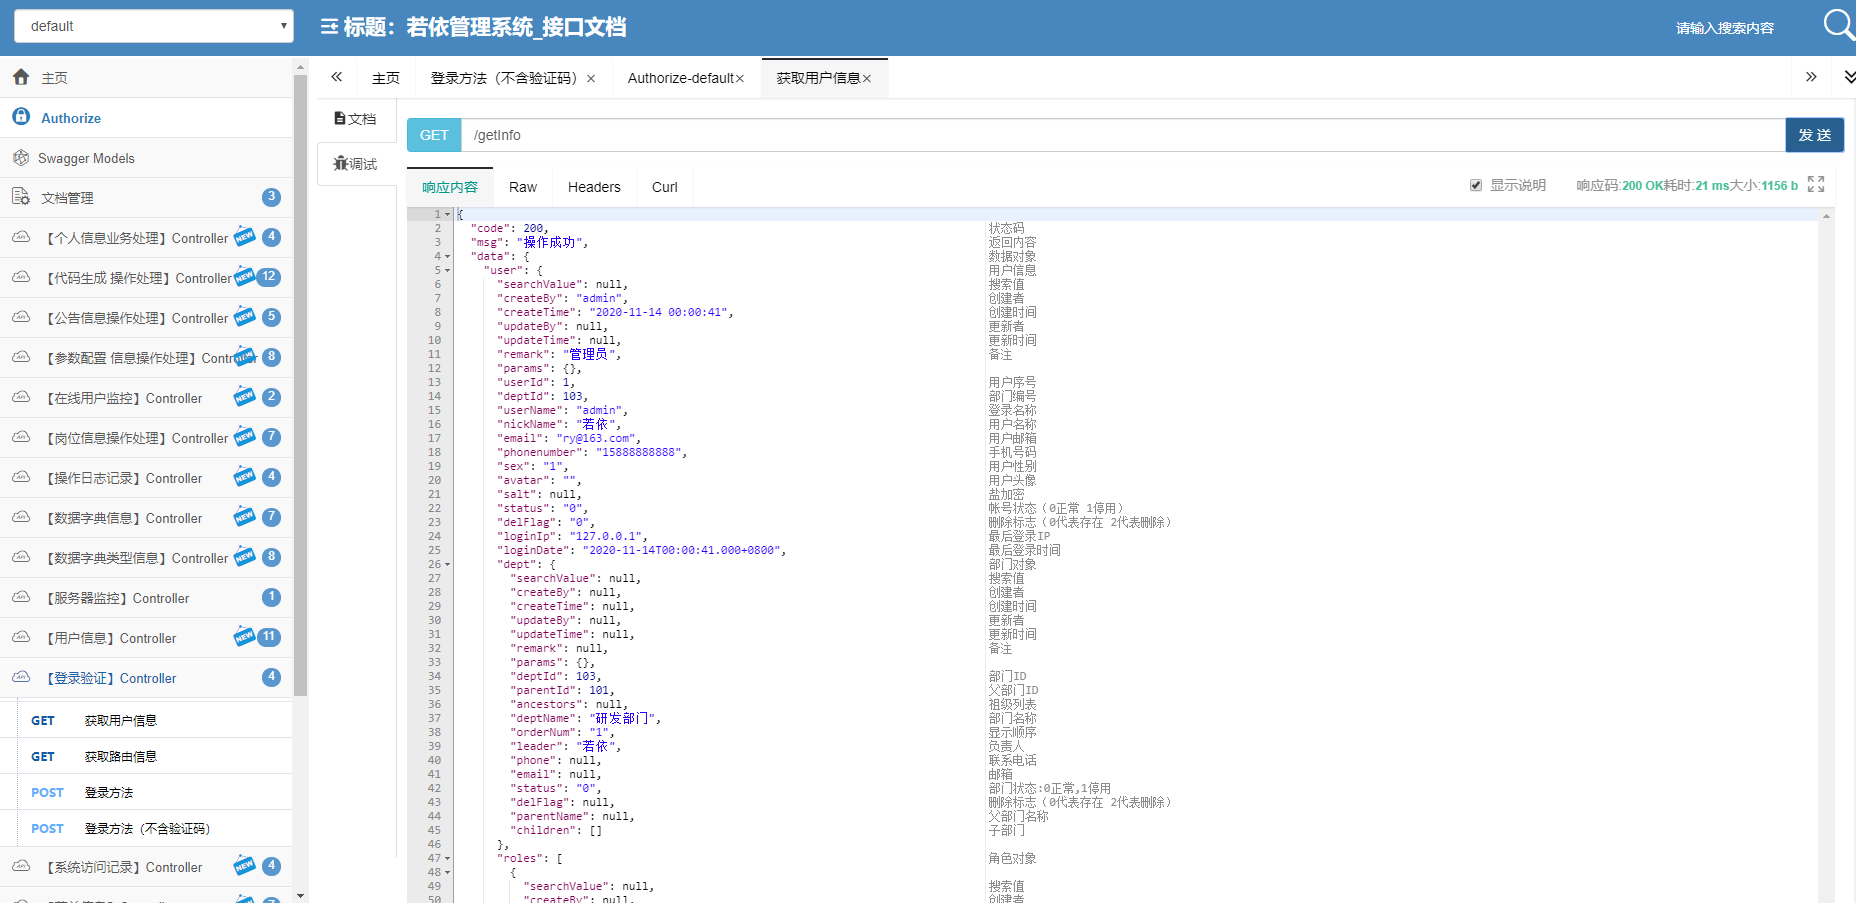 default
标题：若依管理系统_接口文档
请输入搜索内容
主页
Authorize
Swagger Models
文档管理 3
【个人信息业务处理】Controller NEW 4
【代码生成 操作处理】Controller NEW 12
【公告信息操作处理】Controller NEW 5
【参数配置 信息操作处理】Controller NEW 8
【在线用户监控】Controller NEW 2
【岗位信息操作处理】Controller NEW 7
【操作日志记录】Controller NEW 4
【数据字典信息】Controller NEW 7
【数据字典类型信息】Controller NEW 8
【服务器监控】Controller 1
【用户信息】Controller NEW 11
【登录验证】Controller 4
GET 获取用户信息
GET 获取路由信息
POST 登录方法
POST 登录方法（不含验证码）
【系统访问记录】Controller NEW 4
主页 登录方法（不含验证码）× Authorize-default× 获取用户信息×
文档
调试
GET /getInfo 发 送
响应内容 Raw Headers Curl 显示说明 响应码:200 OK耗时:21 ms大小:1156 b
1 {
2 "code": 200, 状态码
3 "msg": "操作成功", 返回内容
4 "data": { 数据对象
5 "user": { 用户信息
6 "searchValue": null, 搜索值
7 "createBy": "admin", 创建者
8 "createTime": "2020-11-14 00:00:41", 创建时间
9 "updateBy": null, 更新者
10 "updateTime": null, 更新时间
11 "remark": "管理员", 备注
12 "params": {},
13 "userId": 1, 用户序号
14 "deptId": 103, 部门编号
15 "userName": "admin", 登录名称
16 "nickName": "若依", 用户名称
17 "email": "ry@163.com", 用户邮箱
18 "phonenumber": "15888888888", 手机号码
19 "sex": "1", 用户性别
20 "avatar": "", 用户头像
21 "salt": null, 盐加密
22 "status": "0", 帐号状态（0正常 1停用）
23 "delFlag": "0", 删除标志（0代表存在 2代表删除）
24 "loginIp": "127.0.0.1", 最后登录IP
25 "loginDate": "2020-11-14T00:00:41.000+0800", 最后登录时间
26 "dept": { 部门对象
27 "searchValue": null, 搜索值
28 "createBy": null, 创建者
29 "createTime": null, 创建时间
30 "updateBy": null, 更新者
31 "updateTime": null, 更新时间
32 "remark": null, 备注
33 "params": {},
34 "deptId": 103, 部门ID
35 "parentId": 101, 父部门ID
36 "ancestors": null, 祖级列表
37 "deptName": "研发部门", 部门名称
38 "orderNum": "1", 显示顺序
39 "leader": "若依", 负责人
40 "phone": null, 联系电话
41 "email": null, 邮箱
42 "status": "0", 部门状态:0正常,1停用
43 "delFlag": null, 删除标志（0代表存在 2代表删除）
44 "parentName": null, 父部门名称
45 "children": [] 子部门
46 },
47 "roles": [ 角色对象
48 {
49 "searchValue": null, 搜索值
50 "createBy": null, 创建者